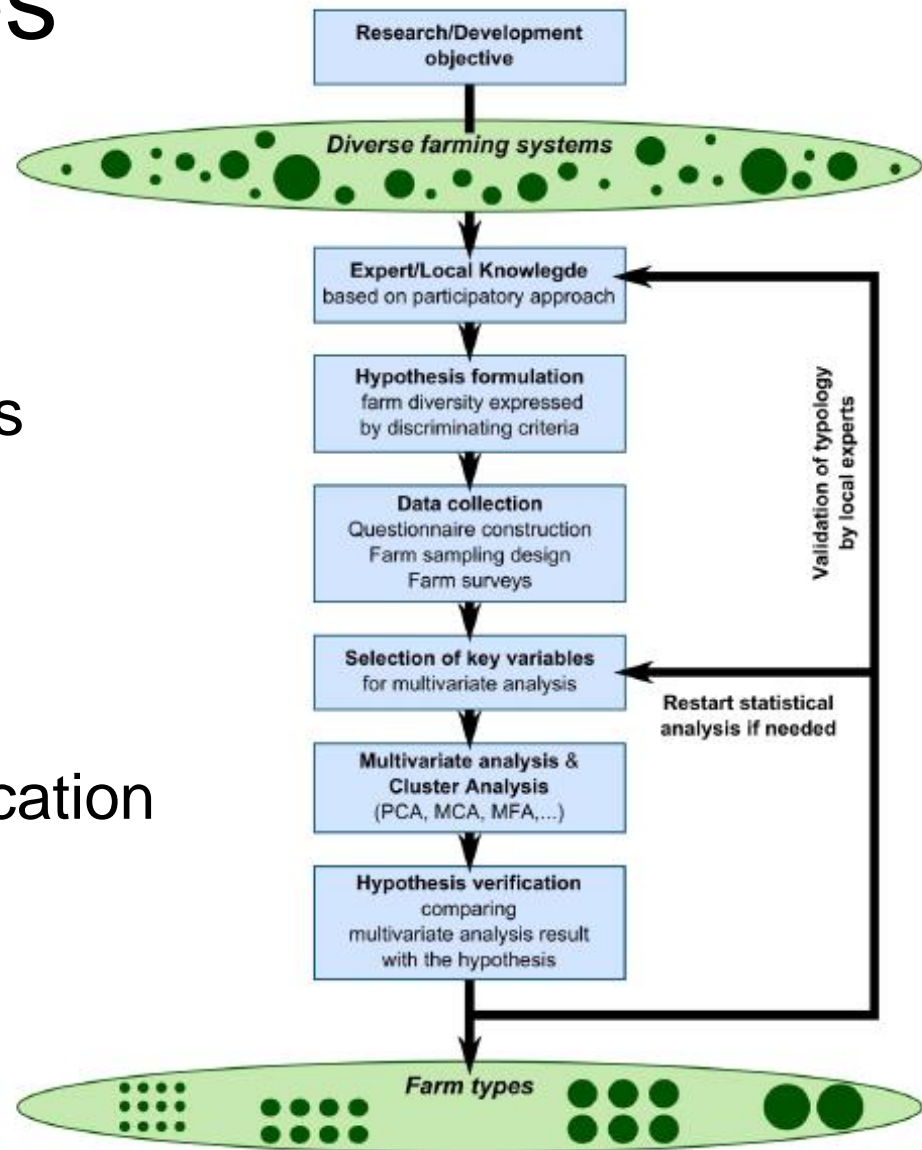 s
Research/Development
objective
Diverse farming systems
Expert/Local Knowlegde
based on participatory approach
Hypothesis formulation
farm diversity expressed
by discriminating criteria
s
Data collection
Questionnaire construction
Farm sampling design
Farm surveys
Validation of typology
by local experts
Selection of key variables
for multivariate analysis
Restart statistical
analysis if needed
Multivariate analysis &
Cluster Analysis
(PCA, MCA, MFA,...)
cation
Hypothesis verification
comparing
multivariate analysis result
with the hypothesis
Farm types